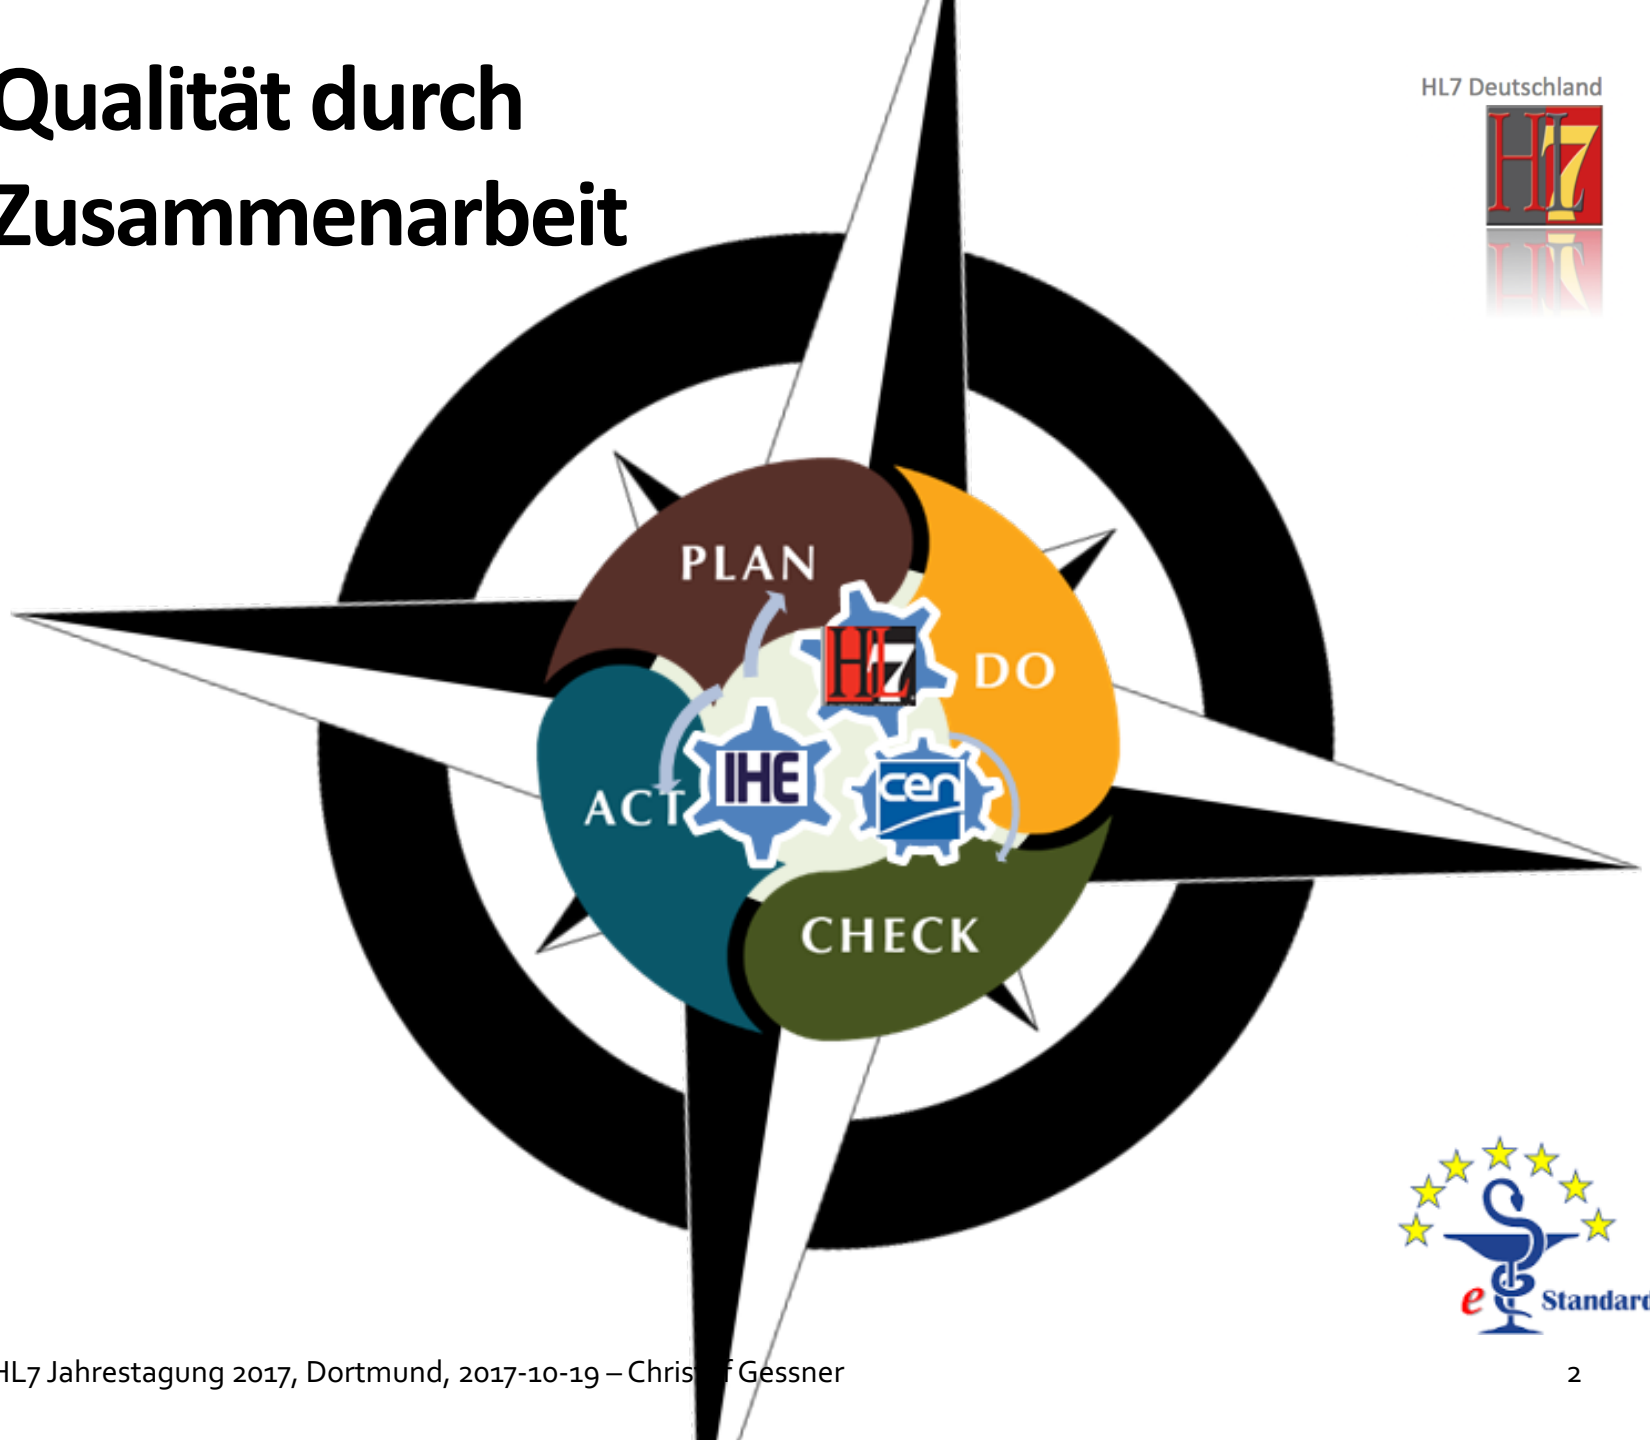 Qualität durch
Zusammenarbeit
HL7 Deutschland
HL7
PLAN
DO
HL7
IHE
cen
ACT
CHECK
e Standard
HL7 Jahrestagung 2017, Dortmund, 2017-10-19 – Gessner
2